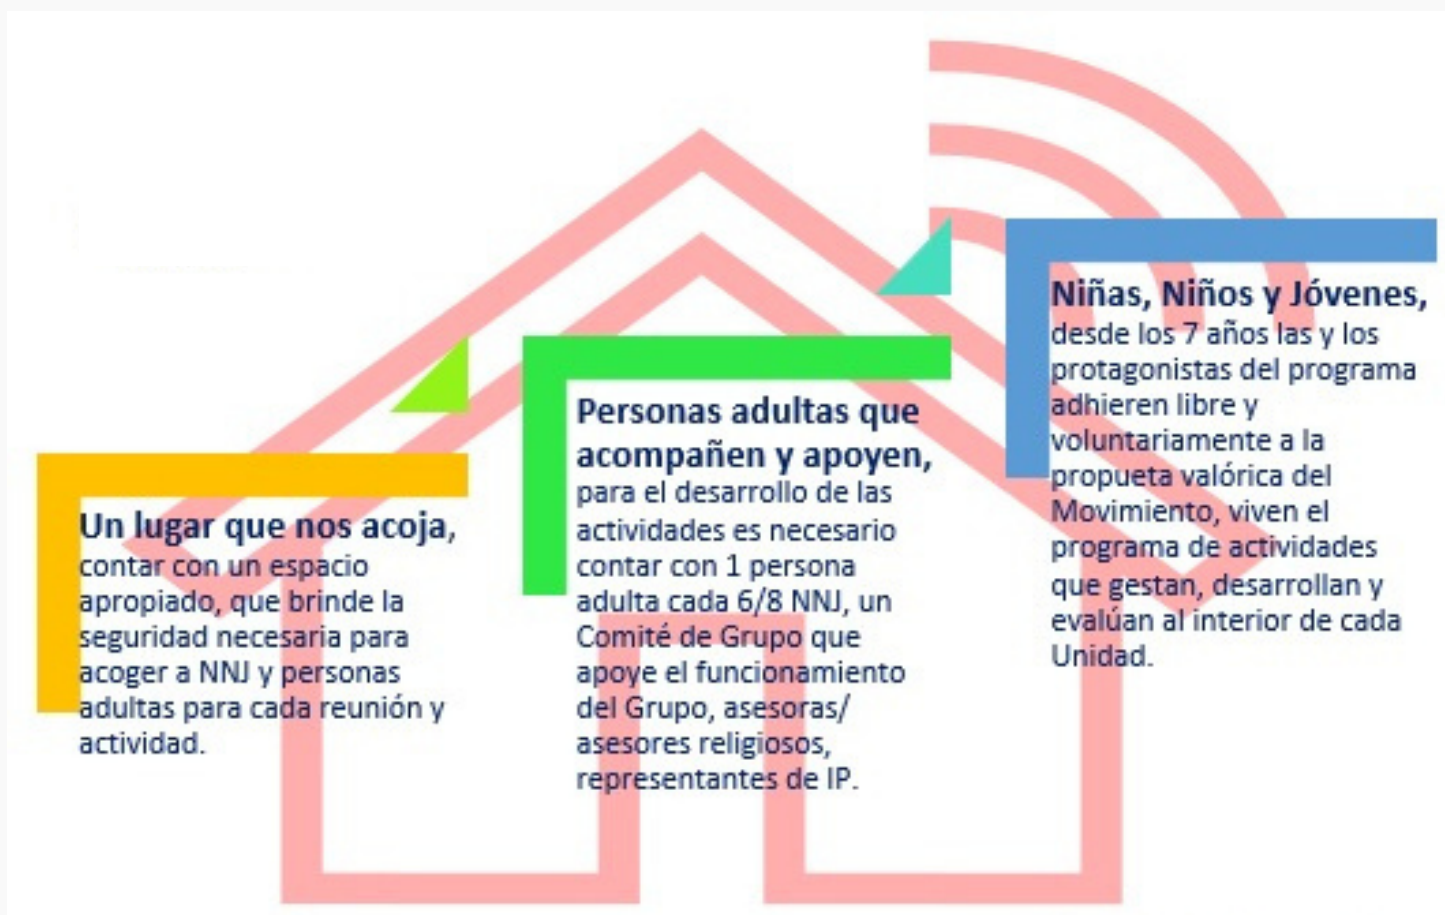 Un lugar que nos acoja,
contar con un espacio
apropiado, que brinde la
seguridad necesaria para
acoger a NNJ y personas
adultas para cada reunión y
actividad.
Personas adultas que
acompañen y apoyen,
para el desarrollo de las
actividades es necesario
contar con 1 persona
adulta cada 6/8 NNJ, un
Comité de Grupo que
apoye el funcionamiento
del Grupo, asesoras/
asesores religiosos,
representantes de IP.
Niñas, Niños y Jóvenes,
desde los 7 años las y los
protagonistas del programa
adhieren libre y
voluntariamente a la
propueta valórica del
Movimiento, viven el
programa de actividades
que gestan, desarrollan y
evalúan al interior de cada
Unidad.